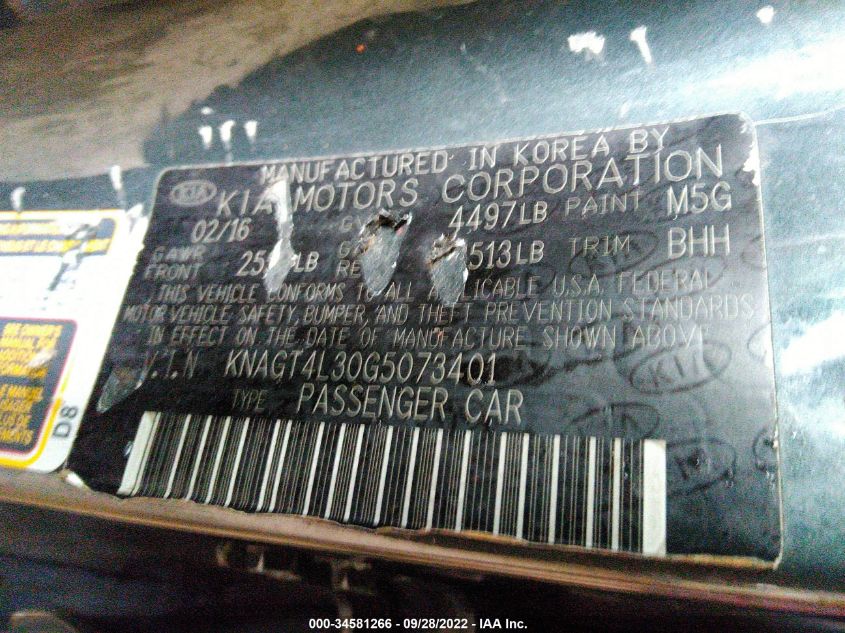 MANUFACTURED IN KOREA BY
KIA KIA MOTORS CORPORATION
02/16 4497LB PAINT M5G
GAWR
FRONT LB 513LB TRIM BHH
THIS VEHICLE CONFORMS TO ALL APPLICABLE U.S.A. FEDERAL
MOTOR VEHICLE SAFETY, BUMPER, AND THEFT PREVENTION STANDARDS
IN EFFECT ON THE DATE OF MANUFACTURE SHOWN ABOVE
V.I.N KNAGT4L30G5073401
TYPE PASSENGER CAR
D8
000-34581266 - 09/28/2022 - IAA Inc.